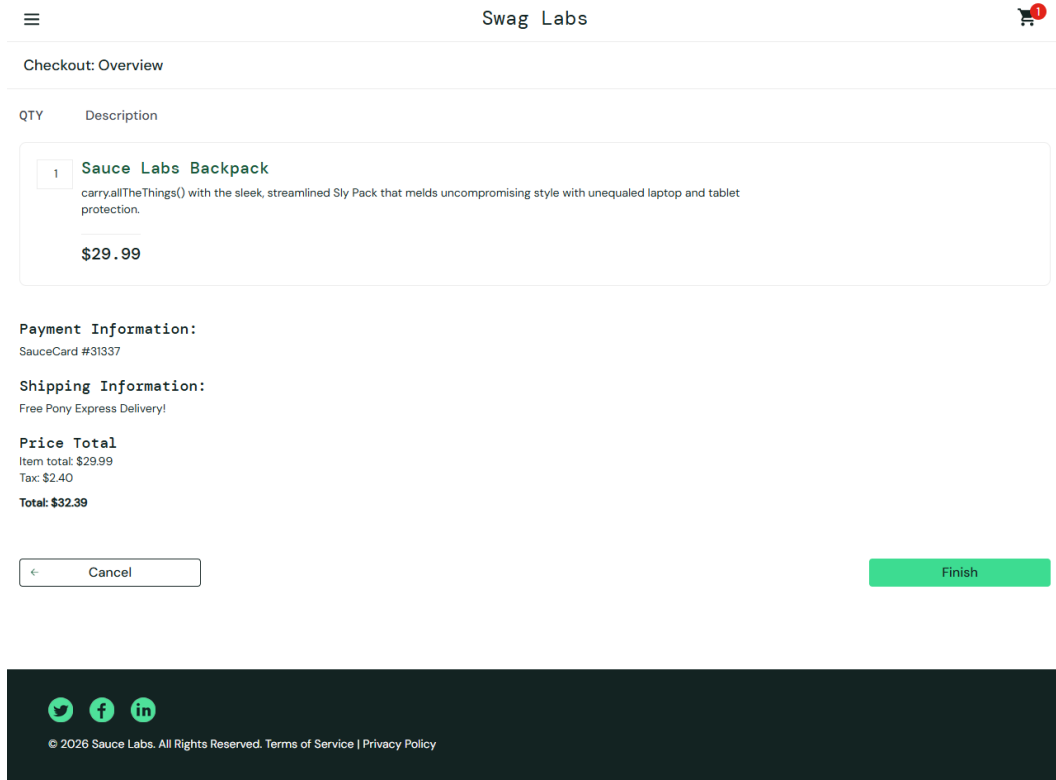 Swag Labs
1
Checkout: Overview
QTY Description
1
Sauce Labs Backpack
carry.allTheThings() with the sleek, streamlined Sly Pack that melds uncompromising style with unequaled laptop and tablet
protection.
$29.99
Payment Information:
SauceCard #31337
Shipping Information:
Free Pony Express Delivery!
Price Total
Item total: $29.99
Tax: $2.40
Total: $32.39
Cancel
Finish
© 2026 Sauce Labs. All Rights Reserved. Terms of Service | Privacy Policy